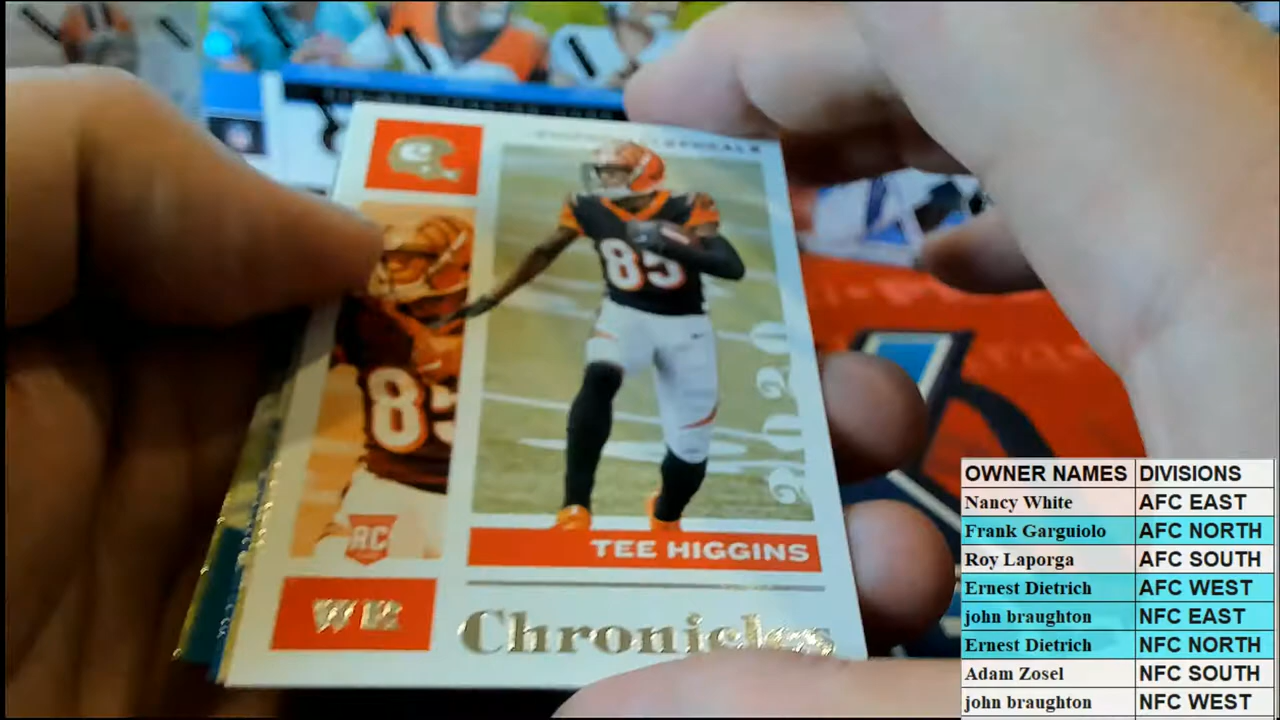 85
85
2020
RC
TEE HIGGINS
WR
Chronicles
OWNER NAMES DIVISIONS
Nancy White AFC EAST
Frank Garguiolo AFC NORTH
Roy Laporga AFC SOUTH
Ernest Dietrich AFC WEST
john braughton NFC EAST
Ernest Dietrich NFC NORTH
Adam Zosel NFC SOUTH
john braughton NFC WEST